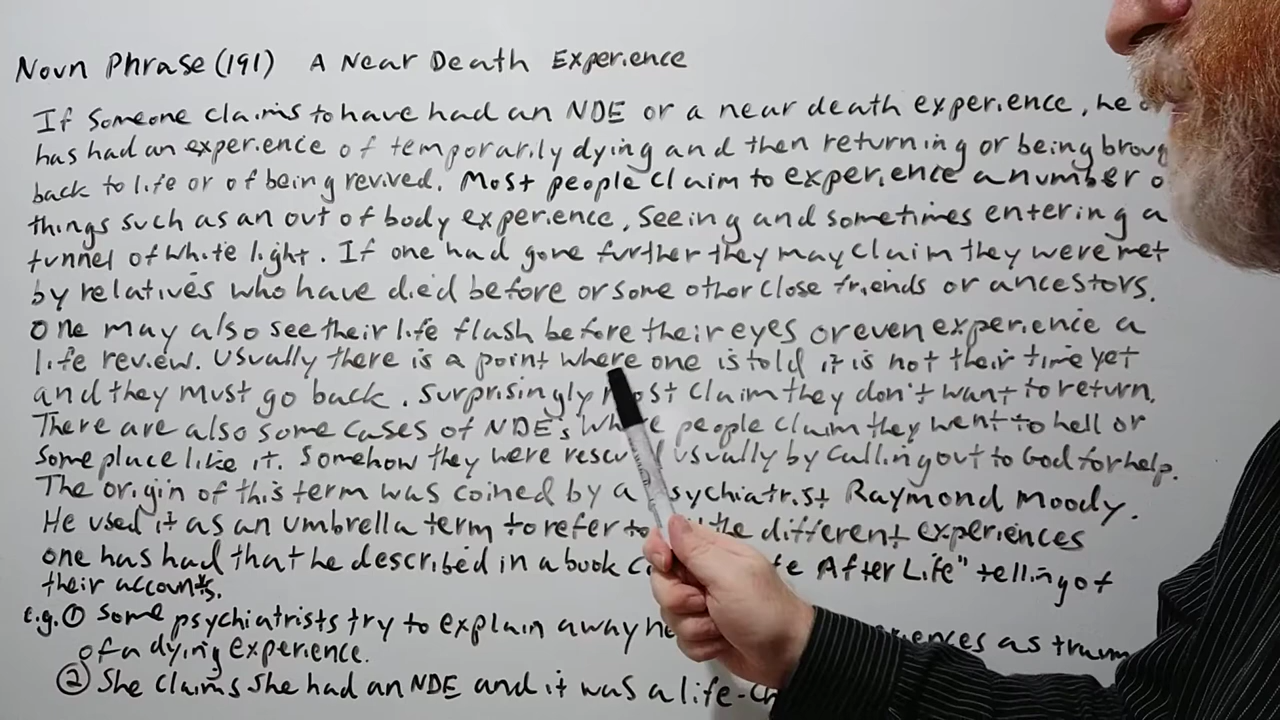 Noun Phrase (191) A Near Death Experience
If someone claims to have had an NDE or a near death experience, he
has had an experience of temporarily dying and then returning or being
back to life or of being revived. Most people claim to experience a number
things such as an out of body experience, seeing and sometimes entering a
tunnel of white light. If one had gone further they may claim they were met
by relatives who have died before or some other close friends or ancestors.
One may also see their life flash before their eyes or even experience a
life review. Usually there is a point where one is told it is not their time yet
and they must go back. Surprisingly most claim they don't want to return.
There are also some cases of NDE's where people claim they went to hell or
some place like it. Somehow they were usually by calling out to God for help.
The origin of this term was coined by a psychiatrist Raymond Moody.
He used it as an umbrella term to refer to the different experiences
one has had that he described in a book After Life" telling of
their accounts.
E.g. ① Some psychiatrists try to explain away as
of a dying experience.
② She claims she had an NDE and it was a